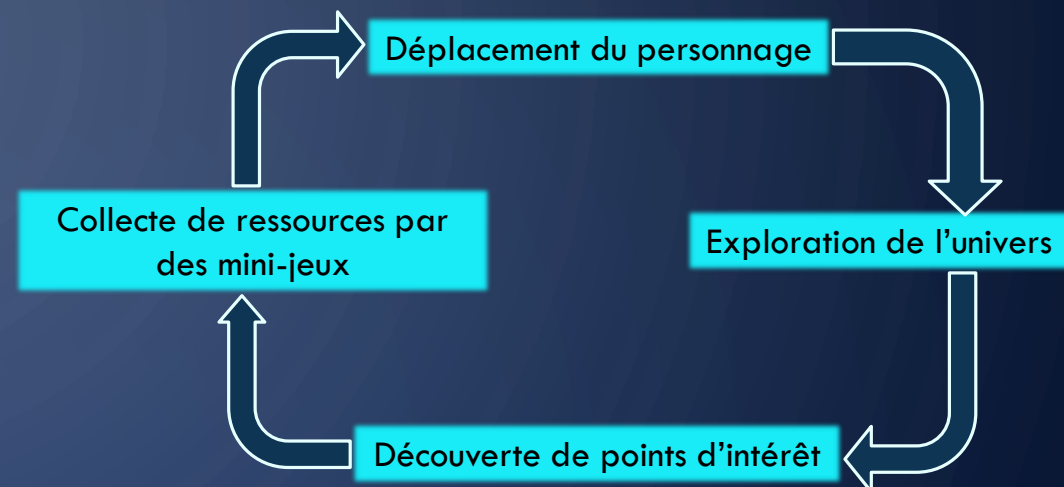 Déplacement du personnage
Exploration de l'univers
Découverte de points d'intérêt
Collecte de ressources par
des mini-jeux